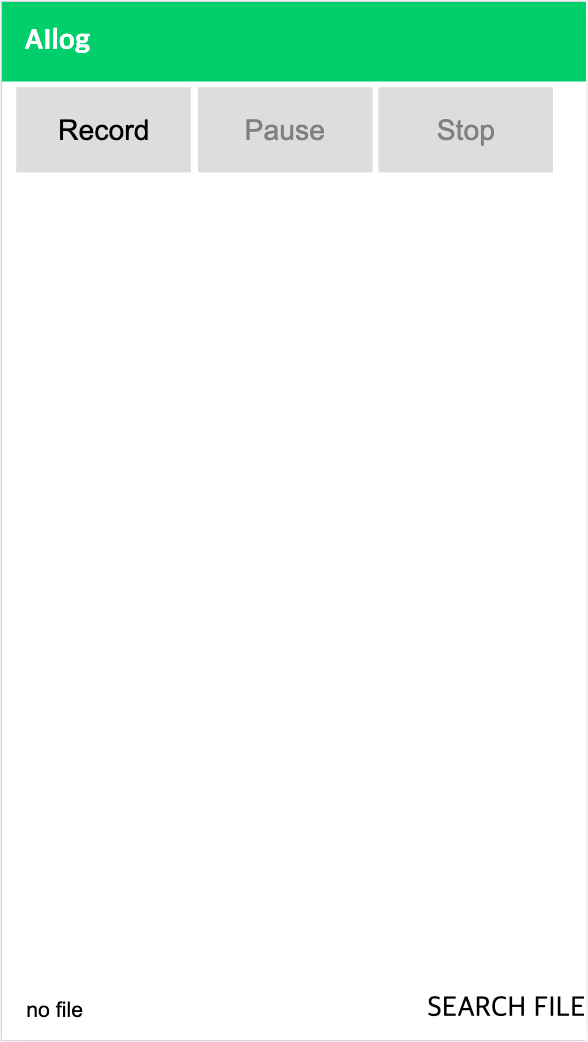 AIlog
Record
Pause
Stop
no file
SEARCH FILE